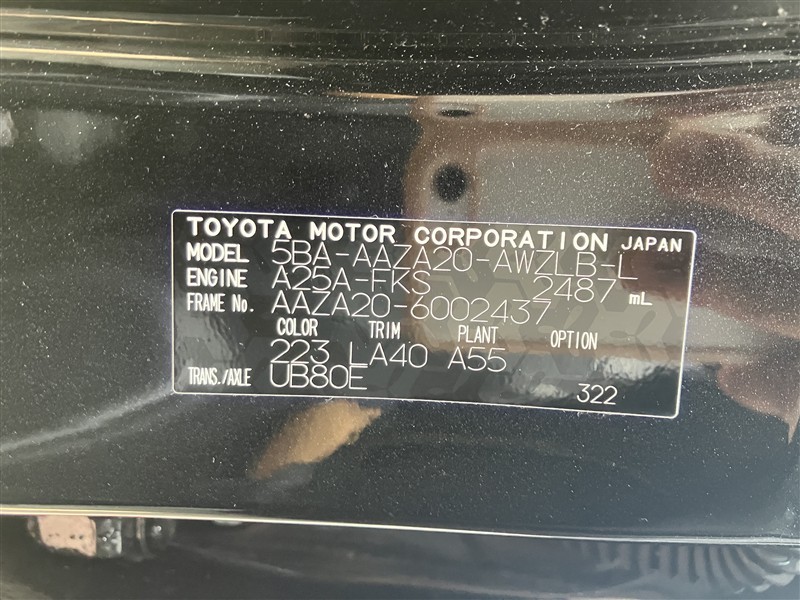 TOYOTA MOTOR CORPORATION JAPAN
MODEL 5BA-AAZA20-AWZLB-L
ENGINE A25A-FKS 2487 mL
FRAME No. AAZA20-6002437
COLOR TRIM PLANT OPTION
223 LA40 A55
TRANS./AXLE UB80E
322